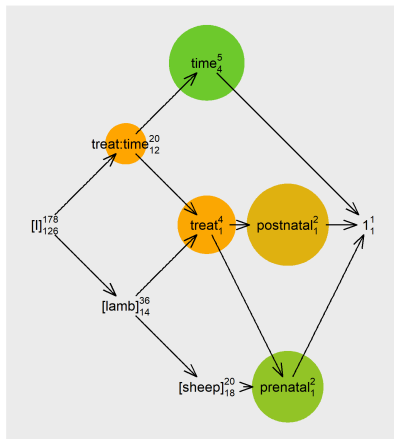 time 5 4
treat:time 20 12
[I] 178 126
treat 4 1
postnatal 2 1
1 1 1
[lamb] 36 14
[sheep] 20 18
prenatal 2 1